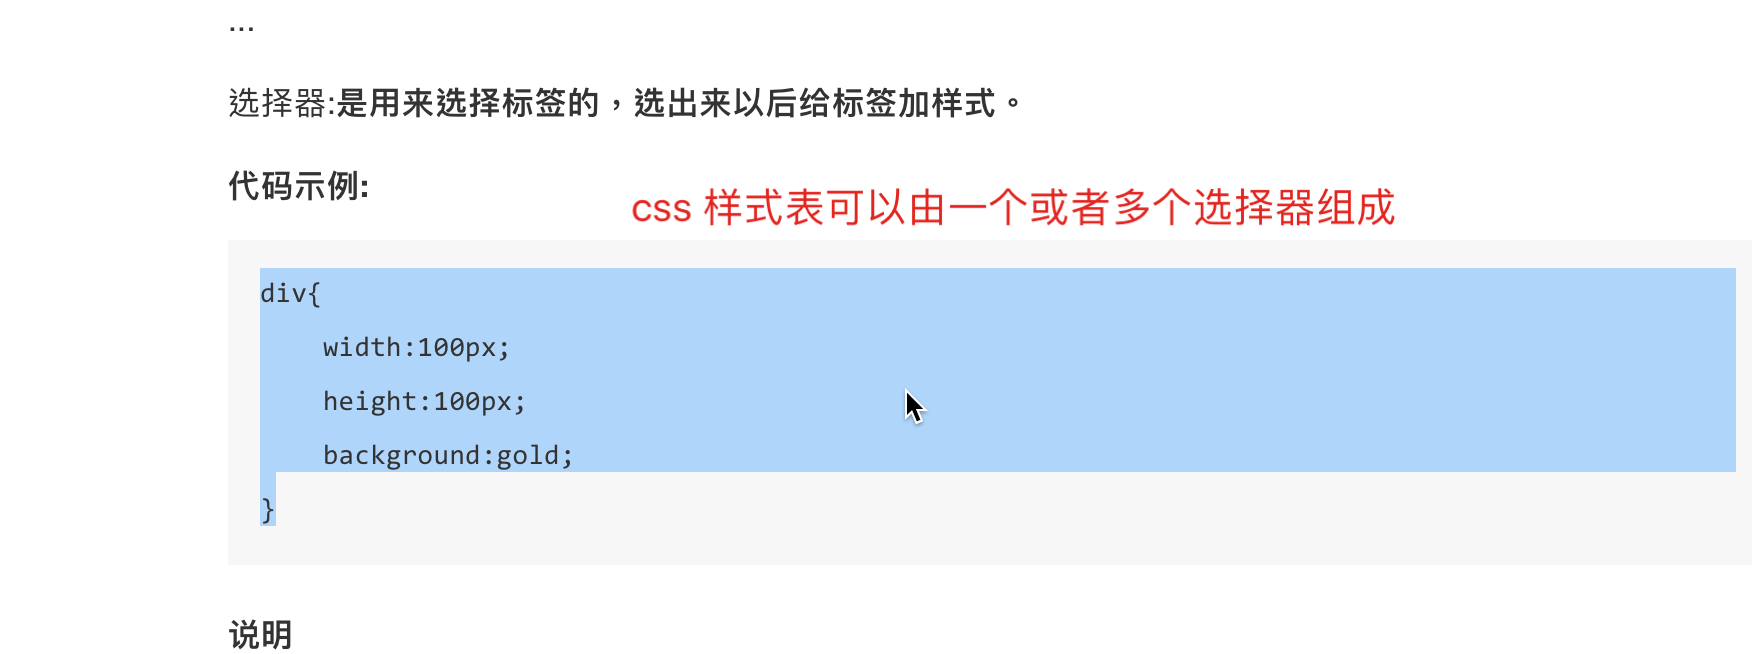 ...
选择器:是用来选择标签的，选出来以后给标签加样式。
代码示例:
css 样式表可以由一个或者多个选择器组成
div{
    width:100px;
    height:100px;
    background:gold;
}
说明